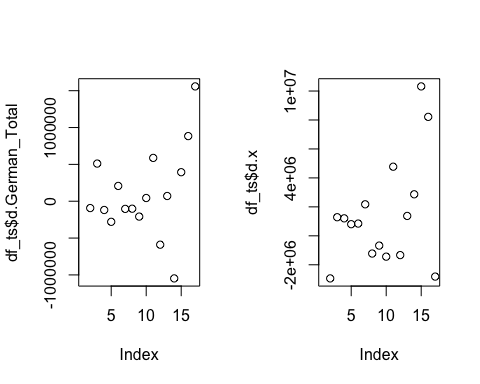 df_ts$d.German_Total
-1000000
0
1000000
5
10
15
Index
df_ts$d.x
-2e+06
4e+06
1e+07
5
10
15
Index